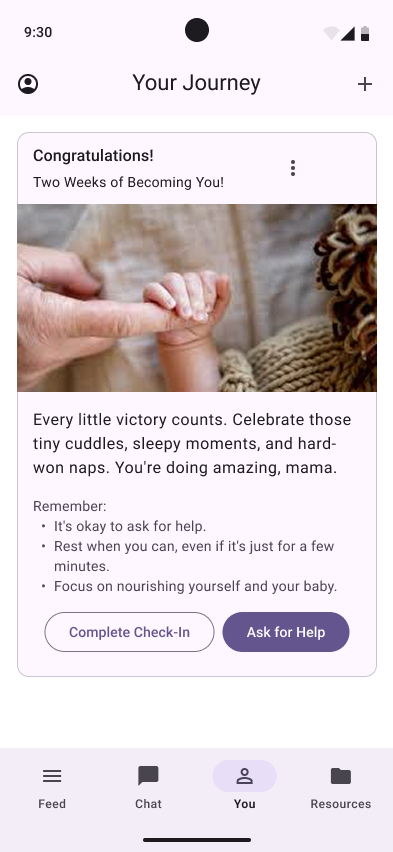 9:30
Your Journey
Congratulations!
Two Weeks of Becoming You!
Every little victory counts. Celebrate those
tiny cuddles, sleepy moments, and hard-
won naps. You're doing amazing, mama.
Remember:
• It's okay to ask for help.
• Rest when you can, even if it's just for a few
minutes.
• Focus on nourishing yourself and your baby.
Complete Check-In
Ask for Help
Feed
Chat
You
Resources